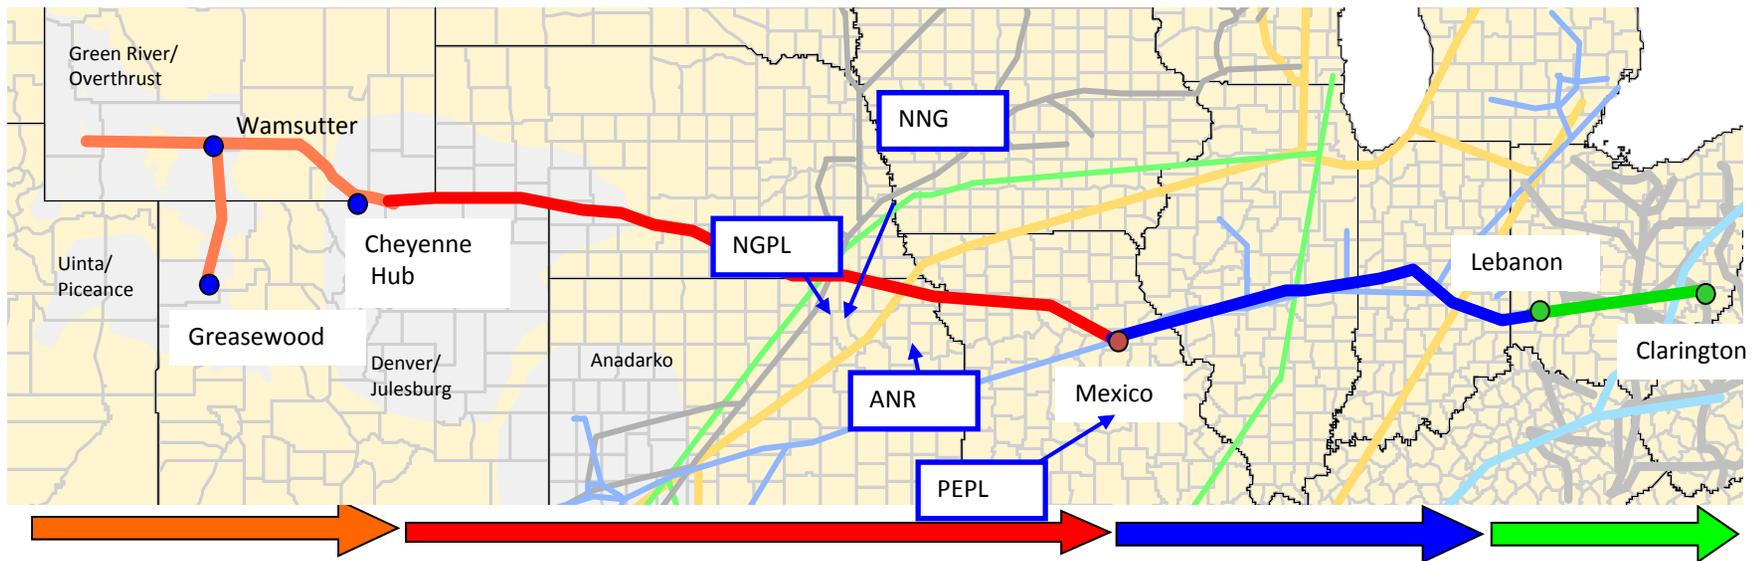 Green River/
Overthrust
Wamsutter
NNG
Cheyenne
Hub
NGPL
Uinta/
Piceance
Lebanon
Greasewood
Denver/
Julesburg
Anadarko
Clarington
ANR
Mexico
PEPL